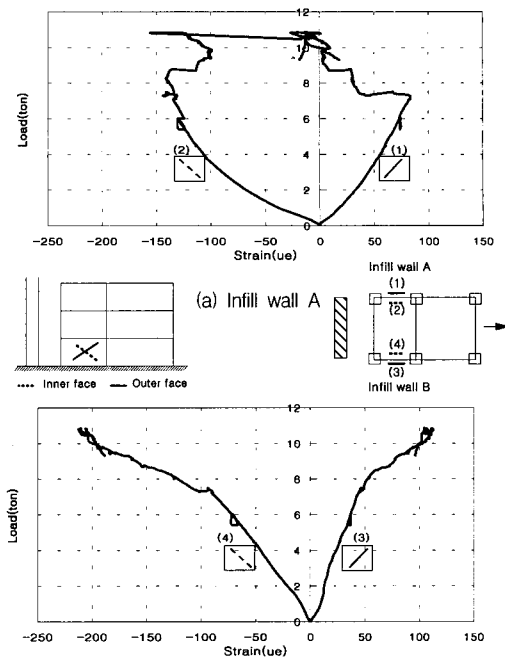 12
10
8
6
4
2
0
Load(ton)
(2)
(1)
-250 -200 -150 -100 -50 0 50 100 150
Strain(ue)
Infill wall A
(a) Infill wall A
(1)
(2)
(4)
(3)
Inner face Outer face
Infill wall B
12
10
8
6
4
2
0
Load(ton)
(4)
(3)
-250 -200 -150 -100 -50 0 50 100 150
Strain(ue)